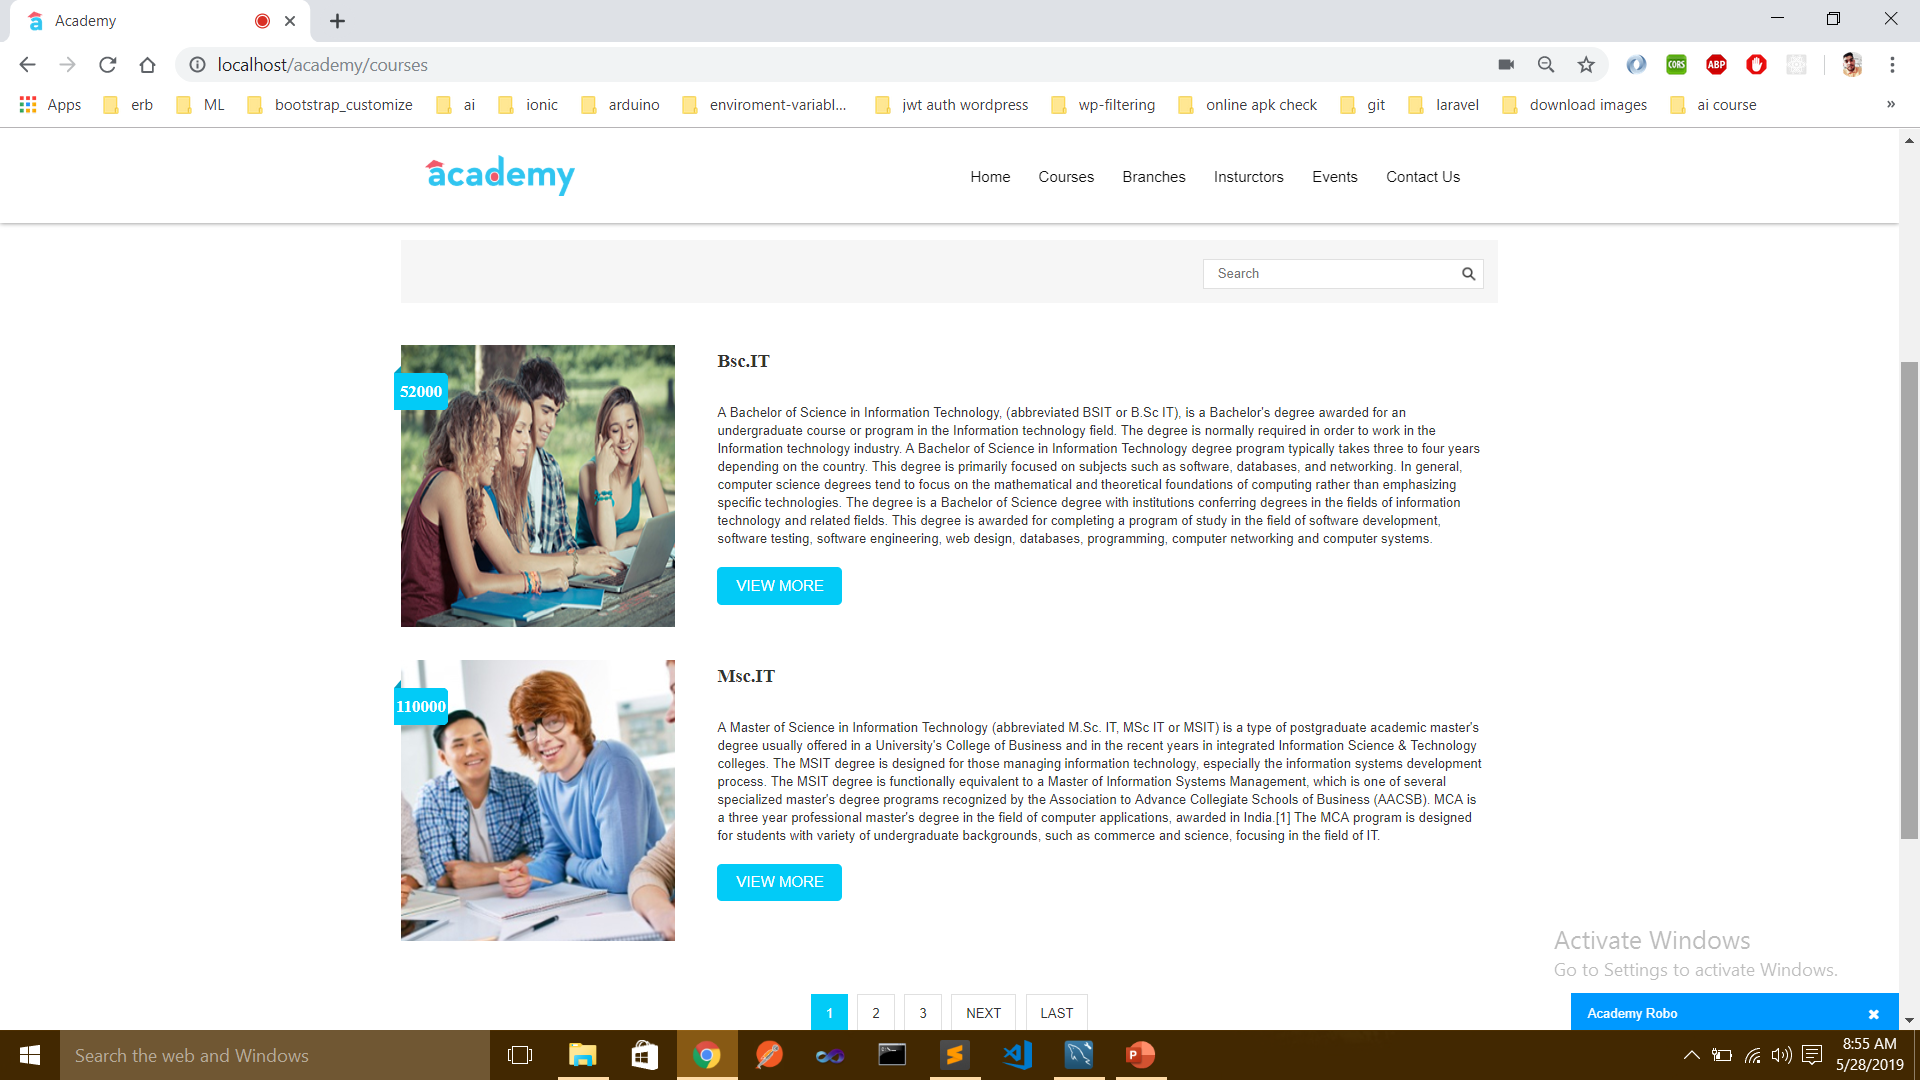 Academy
localhost/academy/courses
CORS
ABP
Apps
erb
ML
bootstrap_customize
ai
ionic
arduino
enviroment-variabl...
jwt auth wordpress
wp-filtering
online apk check
git
laravel
download images
ai course
»
academy
Home
Courses
Branches
Insturctors
Events
Contact Us
Search
52000
Bsc.IT
A Bachelor of Science in Information Technology, (abbreviated BSIT or B.Sc IT), is a Bachelor's degree awarded for an
undergraduate course or program in the Information technology field. The degree is normally required in order to work in the
Information technology industry. A Bachelor of Science in Information Technology degree program typically takes three to four years
depending on the country. This degree is primarily focused on subjects such as software, databases, and networking. In general,
computer science degrees tend to focus on the mathematical and theoretical foundations of computing rather than emphasizing
specific technologies. The degree is a Bachelor of Science degree with institutions conferring degrees in the fields of information
technology and related fields. This degree is awarded for completing a program of study in the field of software development,
software testing, software engineering, web design, databases, programming, computer networking and computer systems.
VIEW MORE
110000
Msc.IT
A Master of Science in Information Technology (abbreviated M.Sc. IT, MSc IT or MSIT) is a type of postgraduate academic master's
degree usually offered in a University's College of Business and in the recent years in integrated Information Science & Technology
colleges. The MSIT degree is designed for those managing information technology, especially the information systems development
process. The MSIT degree is functionally equivalent to a Master of Information Systems Management, which is one of several
specialized master's degree programs recognized by the Association to Advance Collegiate Schools of Business (AACSB). MCA is
a three year professional master's degree in the field of computer applications, awarded in India.[1] The MCA program is designed
for students with variety of undergraduate backgrounds, such as commerce and science, focusing in the field of IT.
VIEW MORE
Activate Windows
Go to Settings to activate Windows.
1
2
3
NEXT
LAST
Academy Robo
Search the web and Windows
8:55 AM
5/28/2019